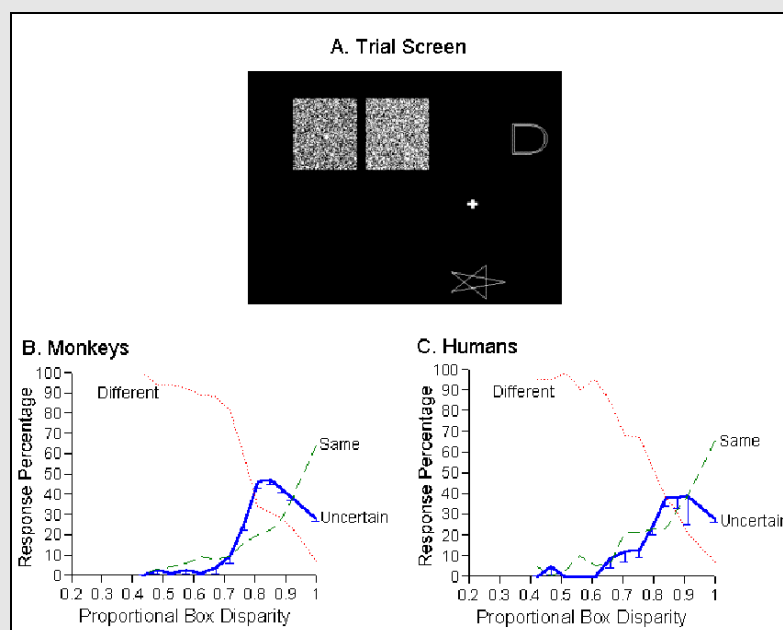 A. Trial Screen
D
B. Monkeys
Response Percentage
100
90
80
70
60
50
40
30
20
10
0
Different
Same
Uncertain
0.2 0.3 0.4 0.5 0.6 0.7 0.8 0.9 1
Proportional Box Disparity
C. Humans
Response Percentage
100
90
80
70
60
50
40
30
20
10
0
Different
Same
Uncertain
0.2 0.3 0.4 0.5 0.6 0.7 0.8 0.9 1
Proportional Box Disparity